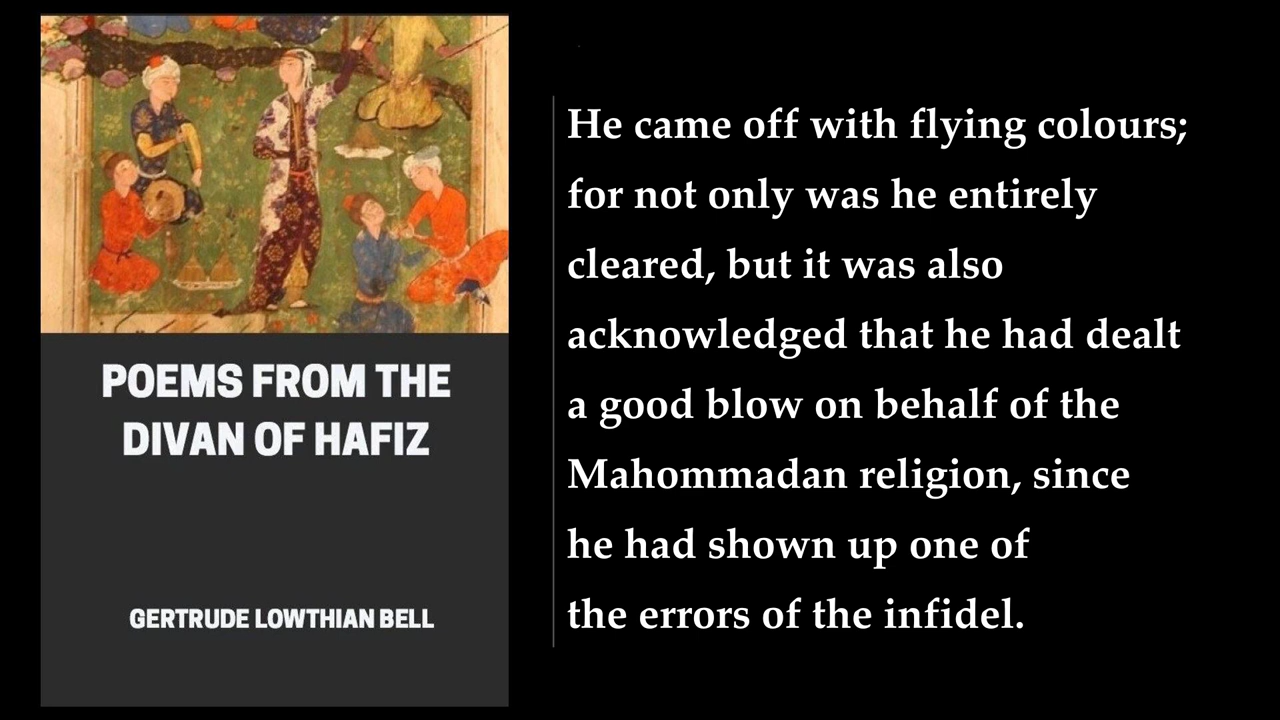 POEMS FROM THE
DIVAN OF HAFIZ
GERTRUDE LOWTHIAN BELL
He came off with flying colours;
for not only was he entirely
cleared, but it was also
acknowledged that he had dealt
a good blow on behalf of the
Mahommadan religion, since
he had shown up one of
the errors of the infidel.